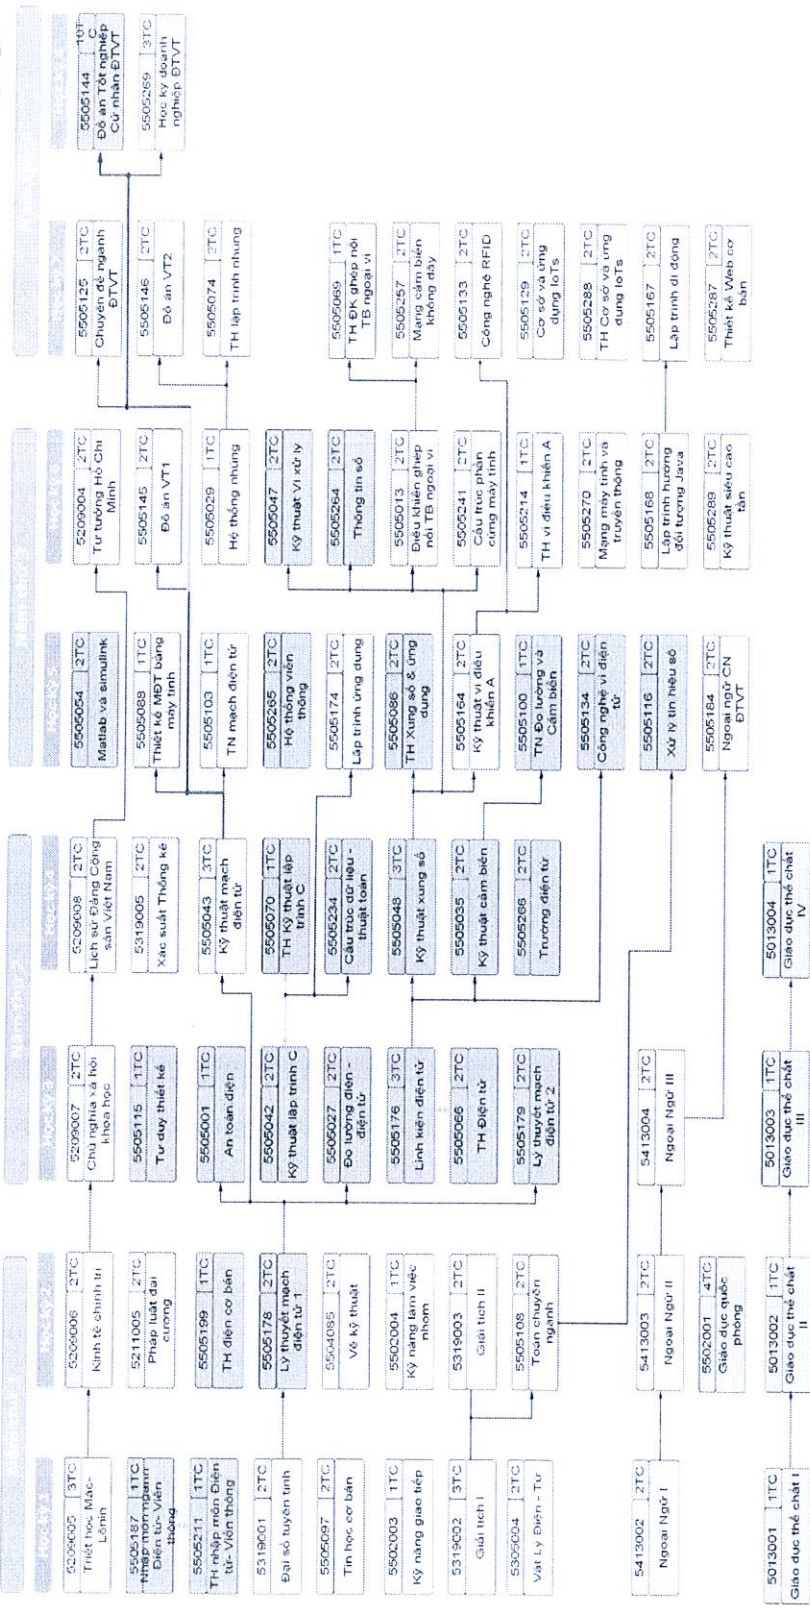 Học kỳ 3
Học kỳ 4
5209005 3TC
Triết học Mác-
Lênin
5505187 1TC
Nhập môn ngành
Điện tử- Viễn
thông
5505211 1TC
TH nhập môn Điện
tử- Viễn thông
5319001 2TC
Đại số tuyến tính
5505097 2TC
Tin học cơ bản
5502003 1TC
Kỹ năng giao tiếp
5319002 3TC
Giải tích I
5305004 2TC
Vật Lý Điện - Từ
5413002 2TC
Ngoại Ngữ I
5013001 1TC
Giáo dục thể chất I
5209006 2TC
Kinh tế chính trị
5211005 2TC
Pháp luật đại
cương
5505199 1TC
TH điện cơ bản
5505178 2TC
Lý thuyết mạch
điện tử 1
5504085 2TC
Vẽ kỹ thuật
5502004 1TC
Kỹ năng làm việc
nhóm
5319003 2TC
Giải tích II
5505108 2TC
Toán chuyên
ngành
5413003 2TC
Ngoại Ngữ II
5502001 4TC
Giáo dục quốc
phòng
5013002 1TC
Giáo dục thể chất
II
5209007 2TC
Chủ nghĩa xã hội
khoa học
5505115 1TC
Tư duy thiết kế
5505001 1TC
An toàn điện
5505042 2TC
Kỹ thuật lập trình C
5505027 2TC
Đo lường điện -
điện tử
5505176 3TC
Linh kiện điện tử
5505066 2TC
TH Điện tử
5505179 2TC
Lý thuyết mạch
điện tử 2
5413004 2TC
Ngoại Ngữ III
5013003 1TC
Giáo dục thể chất
III
5209008 2TC
Lịch sử Đảng Cộng
sản Việt Nam
5319005 2TC
Xác suất Thống kê
5505043 3TC
Kỹ thuật mạch
điện tử
5505070 1TC
TH Kỹ thuật lập
trình C
5505234 2TC
Cấu trúc dữ liệu -
thuật toán
5505048 3TC
Kỹ thuật xung số
5505035 2TC
Kỹ thuật cảm biến
5505266 2TC
Trường điện từ
5013004 1TC
Giáo dục thể chất
IV
5505054 2TC
Matlab và simulink
5505088 1TC
Thiết kế MĐT bằng
máy tính
5505103 1TC
TN mạch điện tử
5505265 2TC
Hệ thống viễn
thông
5505174 2TC
Lập trình ứng dụng
5505086 2TC
TH Xung số & ứng
dụng
5505164 2TC
Kỹ thuật vi điều
khiển A
5505100 1TC
TN Đo lường và
Cảm biến
5505134 2TC
Công nghệ vi điện
tử
5505116 2TC
Xử lý tín hiệu số
5505184 2TC
Ngoại ngữ CN
ĐTVT
5209004 2TC
Tư tưởng Hồ Chí
Minh
5505145 2TC
Đồ án VT1
5505029 1TC
Hệ thống nhúng
5505047 2TC
Kỹ thuật Vi xử lý
5505264 2TC
Thông tin số
5505013 2TC
Điều khiển ghép
nối TB ngoại vi
5505241 2TC
Cấu trúc phần
cứng máy tính
5505214 1TC
TH vi điều khiển A
5505270 2TC
Mạng máy tính và
truyền thông
5505168 2TC
Lập trình hướng
đối tượng Java
5505289 2TC
Kỹ thuật siêu cao
tần
5505125 2TC
Chuyên đề ngành
ĐTVT
5505146 2TC
Đồ án VT2
5505074 2TC
TH lập trình nhúng
5505069 1TC
TH ĐK ghép nối
TB ngoại vi
5505257 2TC
Mạng cảm biến
không dây
5505133 2TC
Công nghệ RFID
5505129 2TC
Cơ sở và ứng
dụng IoTs
5505288 2TC
TH Cơ sở và ứng
dụng IoTs
5505167 2TC
Lập trình di động
5505287 2TC
Thiết kế Web cơ
bản
5505144 10T
C
Đồ án Tốt nghiệp
Cử nhân ĐTVT
5505269 3TC
Học kỳ doanh
nghiệp ĐTVT